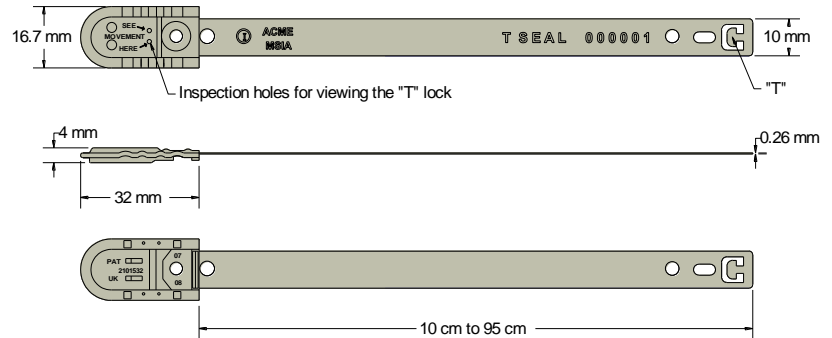 16.7 mm
SEE
MOVEMENT
HERE
I ACME
MSIA
T SEAL 000001
10 mm
Inspection holes for viewing the "T" lock
"T"
4 mm
0.26 mm
32 mm
PAT
2101532
UK
07
08
10 cm to 95 cm